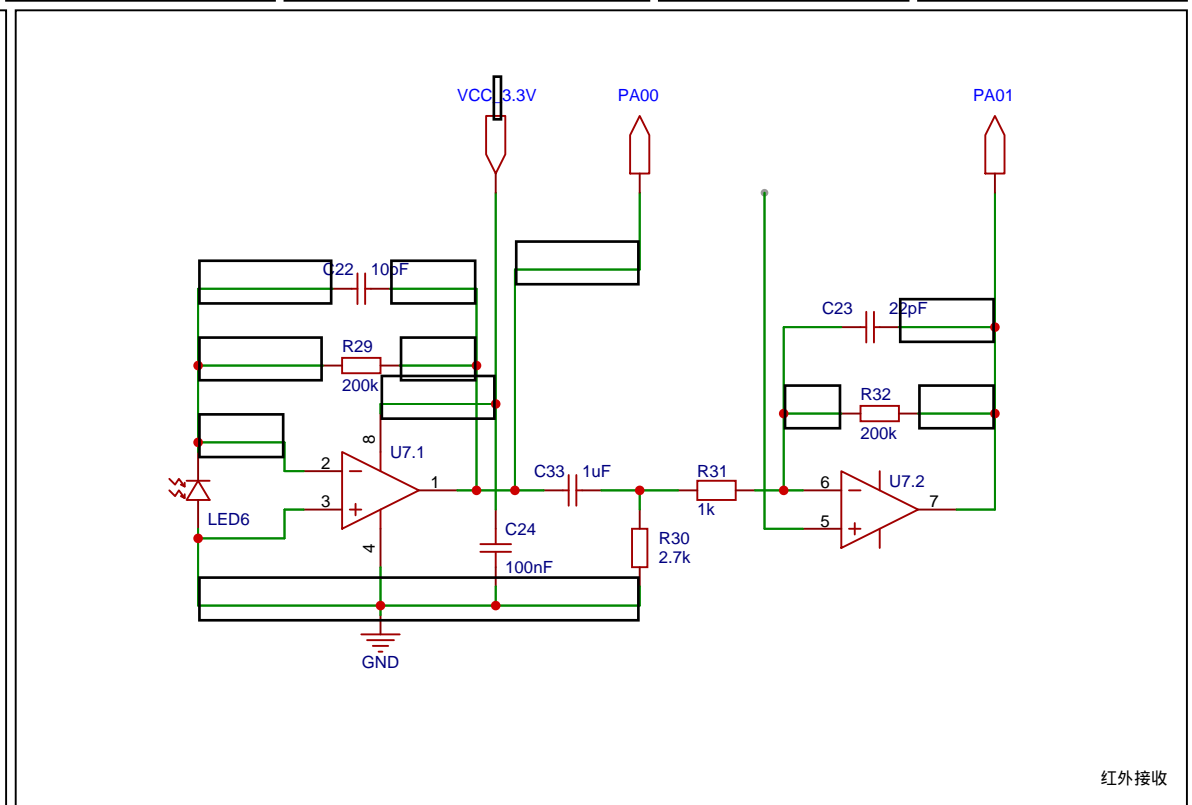 VCC_3.3V
PA00
PA01
C22
10pF
R29
200k
8
U7.1
2
3
1
4
LED6
C33
1uF
C24
100nF
R30
2.7k
R31
1k
C23
22pF
R32
200k
6
5
U7.2
7
GND
红外接收